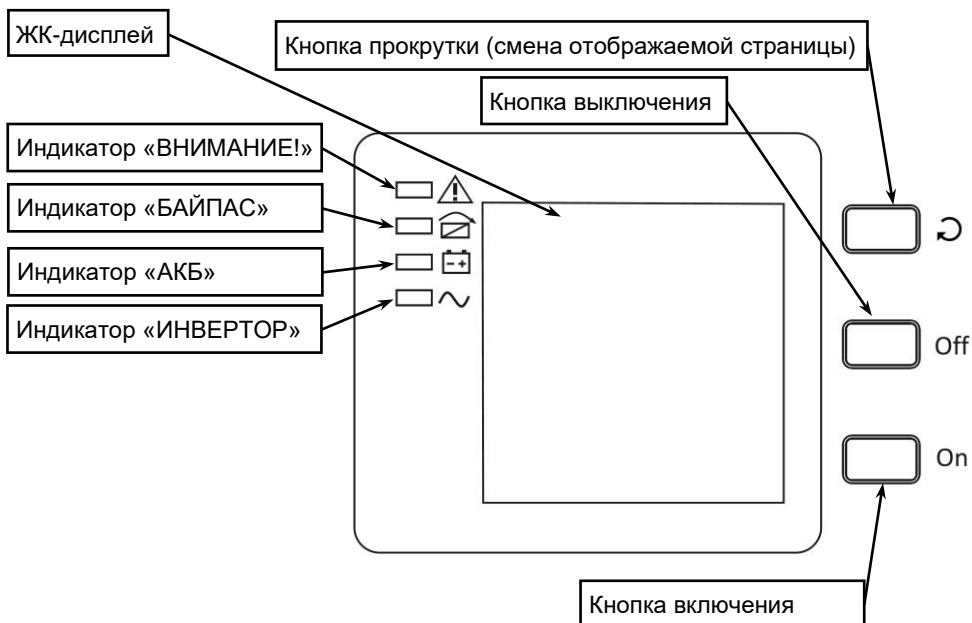 ЖК-дисплей
Кнопка прокрутки (смена отображаемой страницы)
Кнопка выключения
Индикатор «ВНИМАНИЕ!»
Индикатор «БАЙПАС»
Индикатор «АКБ»
Индикатор «ИНВЕРТОР»
Off
On
Кнопка включения